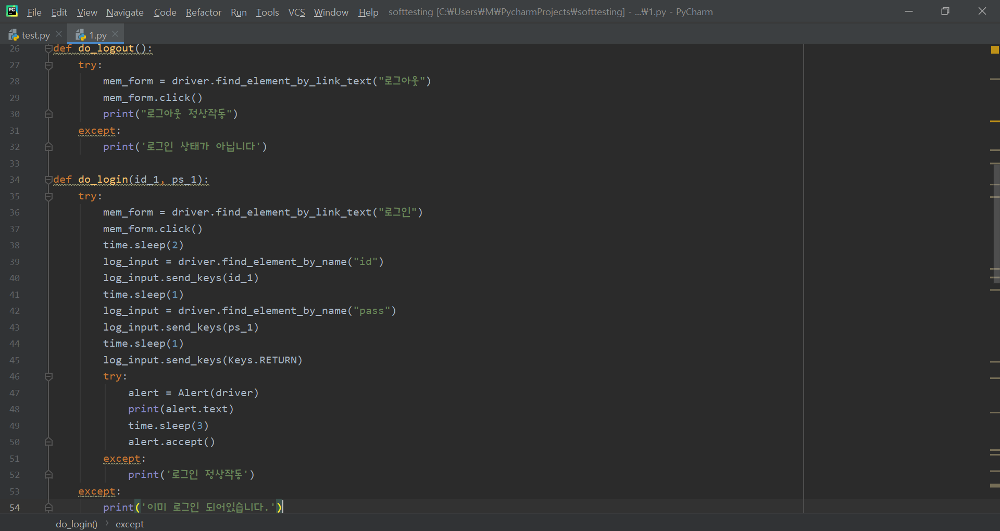 File Edit View Navigate Code Refactor Run Tools VCS Window Help softtesting [C:₩Users₩M₩PycharmProjects₩softtesting] - ...₩1.py - PyCharm
test.py 1.py
26 def do_logout():
27 try:
28 mem_form = driver.find_element_by_link_text("로그아웃")
29 mem_form.click()
30 print("로그아웃 정상작동")
31 except:
32 print('로그인 상태가 아닙니다')
33
34 def do_login(id_1, ps_1):
35 try:
36 mem_form = driver.find_element_by_link_text("로그인")
37 mem_form.click()
38 time.sleep(2)
39 log_input = driver.find_element_by_name("id")
40 log_input.send_keys(id_1)
41 time.sleep(1)
42 log_input = driver.find_element_by_name("pass")
43 log_input.send_keys(ps_1)
44 time.sleep(1)
45 log_input.send_keys(Keys.RETURN)
46 try:
47 alert = Alert(driver)
48 print(alert.text)
49 time.sleep(3)
50 alert.accept()
51 except:
52 print('로그인 정상작동')
53 except:
54 print('이미 로그인 되어있습니다.')
do_login() › except